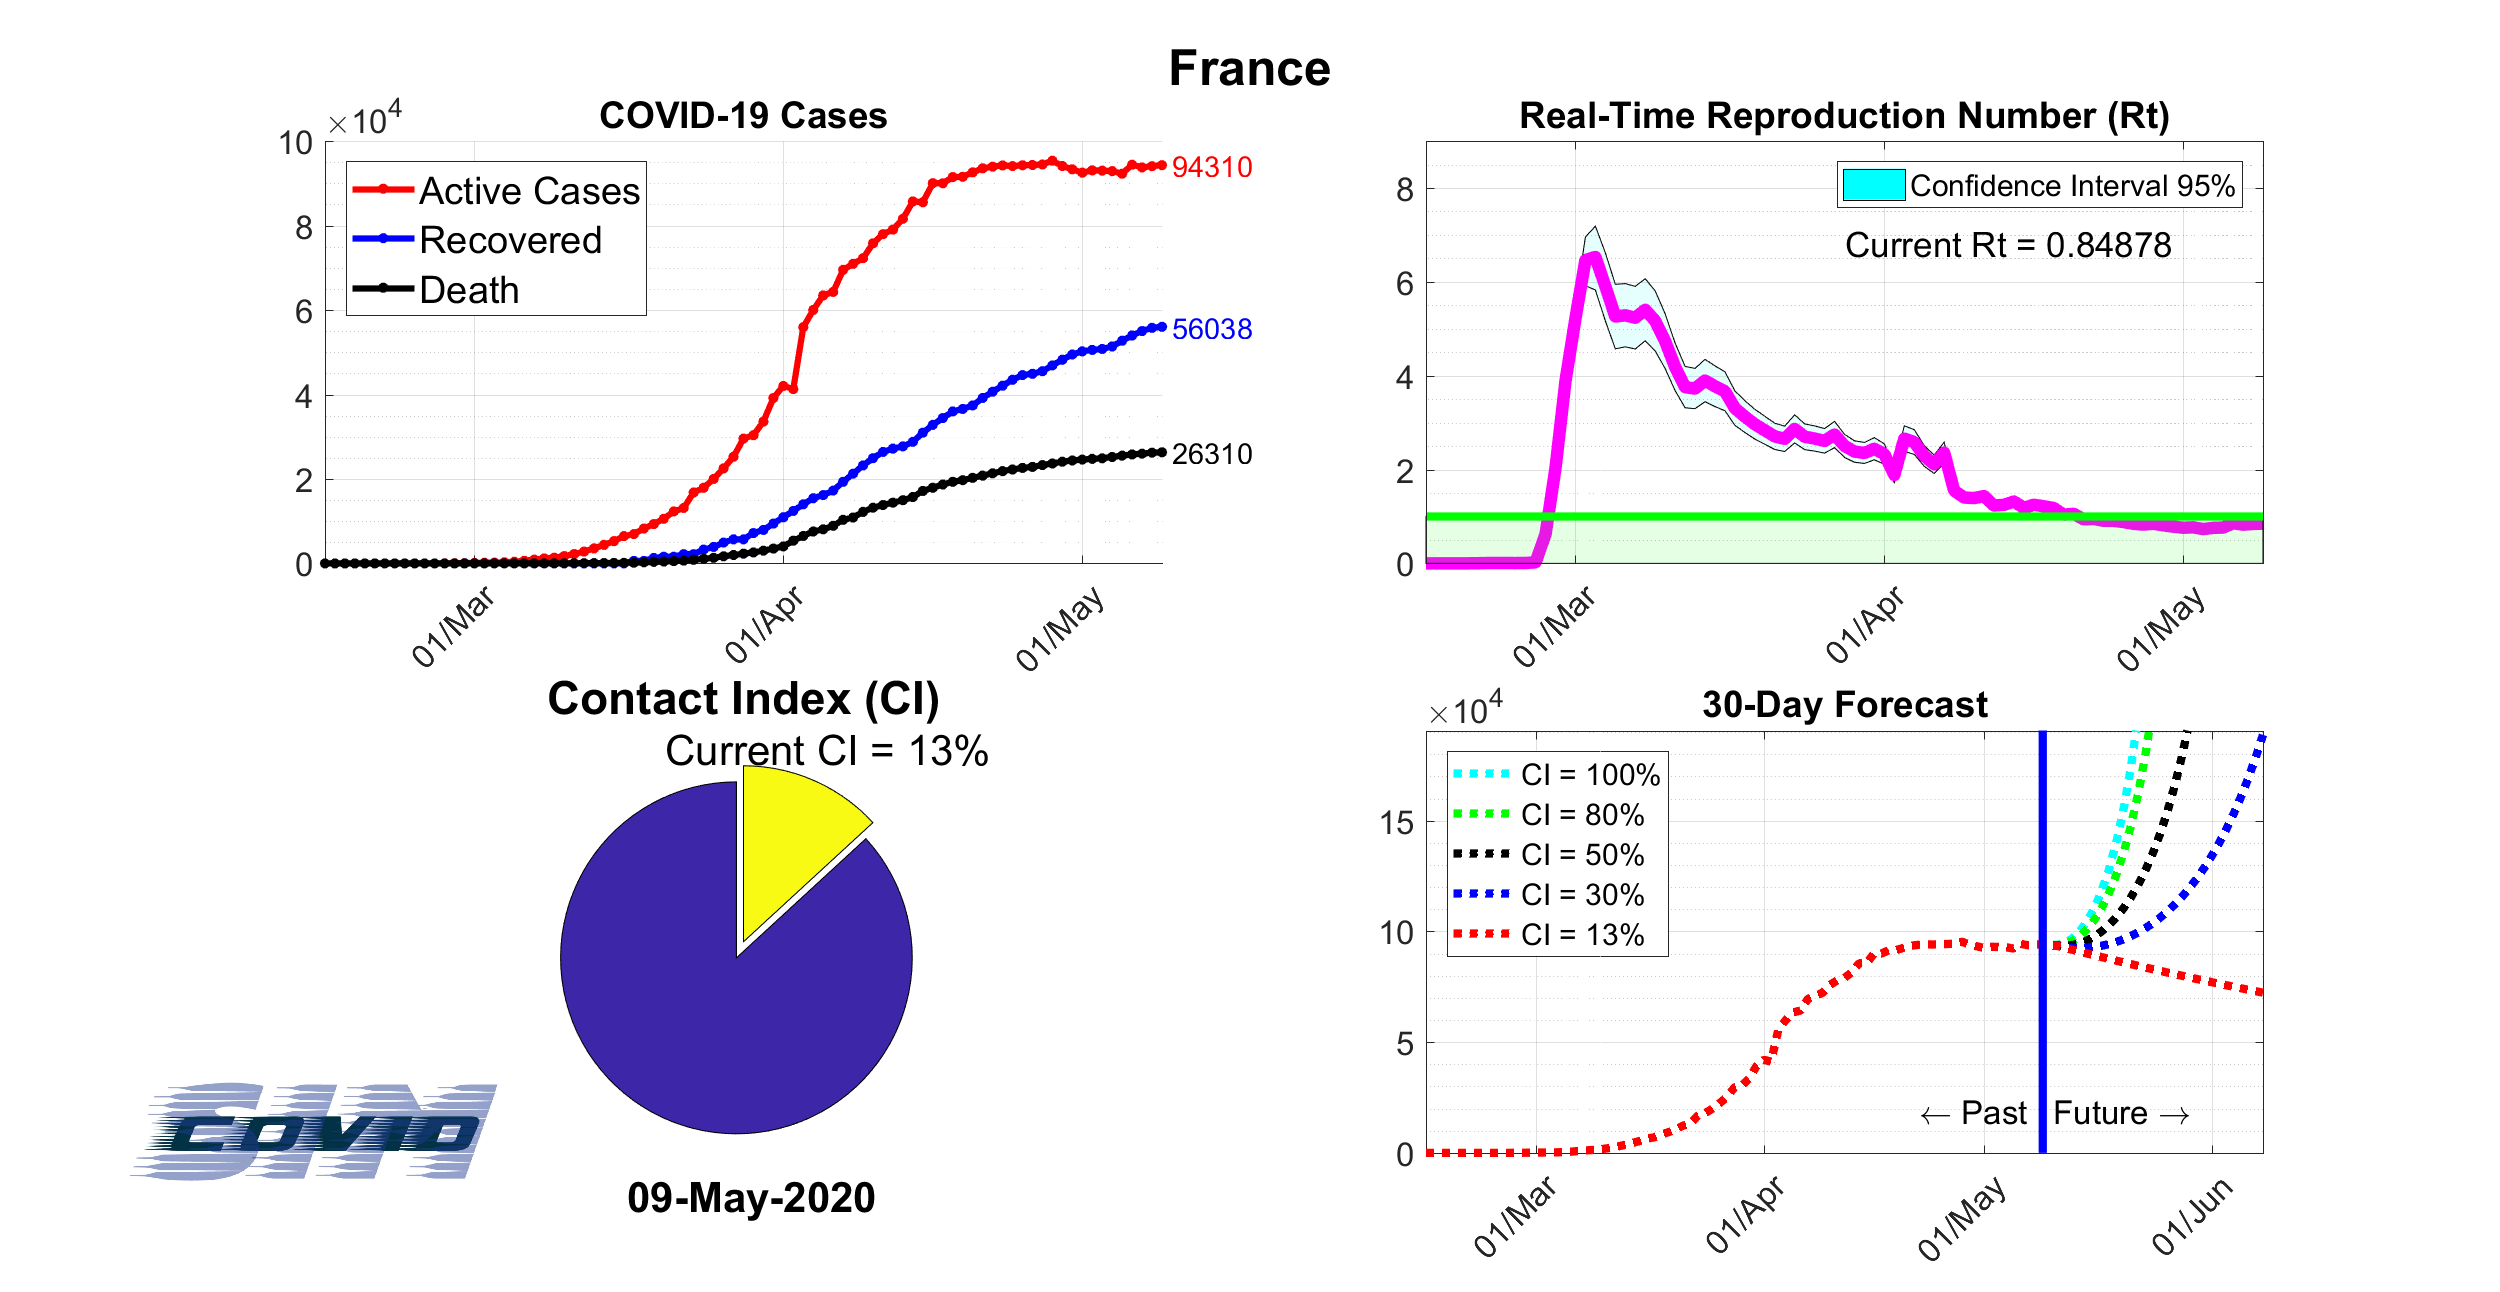 France
COVID-19 Cases
×10^4
10
8
6
4
2
0
Active Cases
Recovered
Death
94310
56038
26310
01/Mar
01/Apr
01/May
Real-Time Reproduction Number (Rt)
8
6
4
2
0
Confidence Interval 95%
Current Rt = 0.84878
01/Mar
01/Apr
01/May
Contact Index (CI)
Current CI = 13%
SIM
COVID
09-May-2020
30-Day Forecast
×10^4
15
10
5
0
CI = 100%
CI = 80%
CI = 50%
CI = 30%
CI = 13%
← Past
Future →
01/Mar
01/Apr
01/May
01/Jun